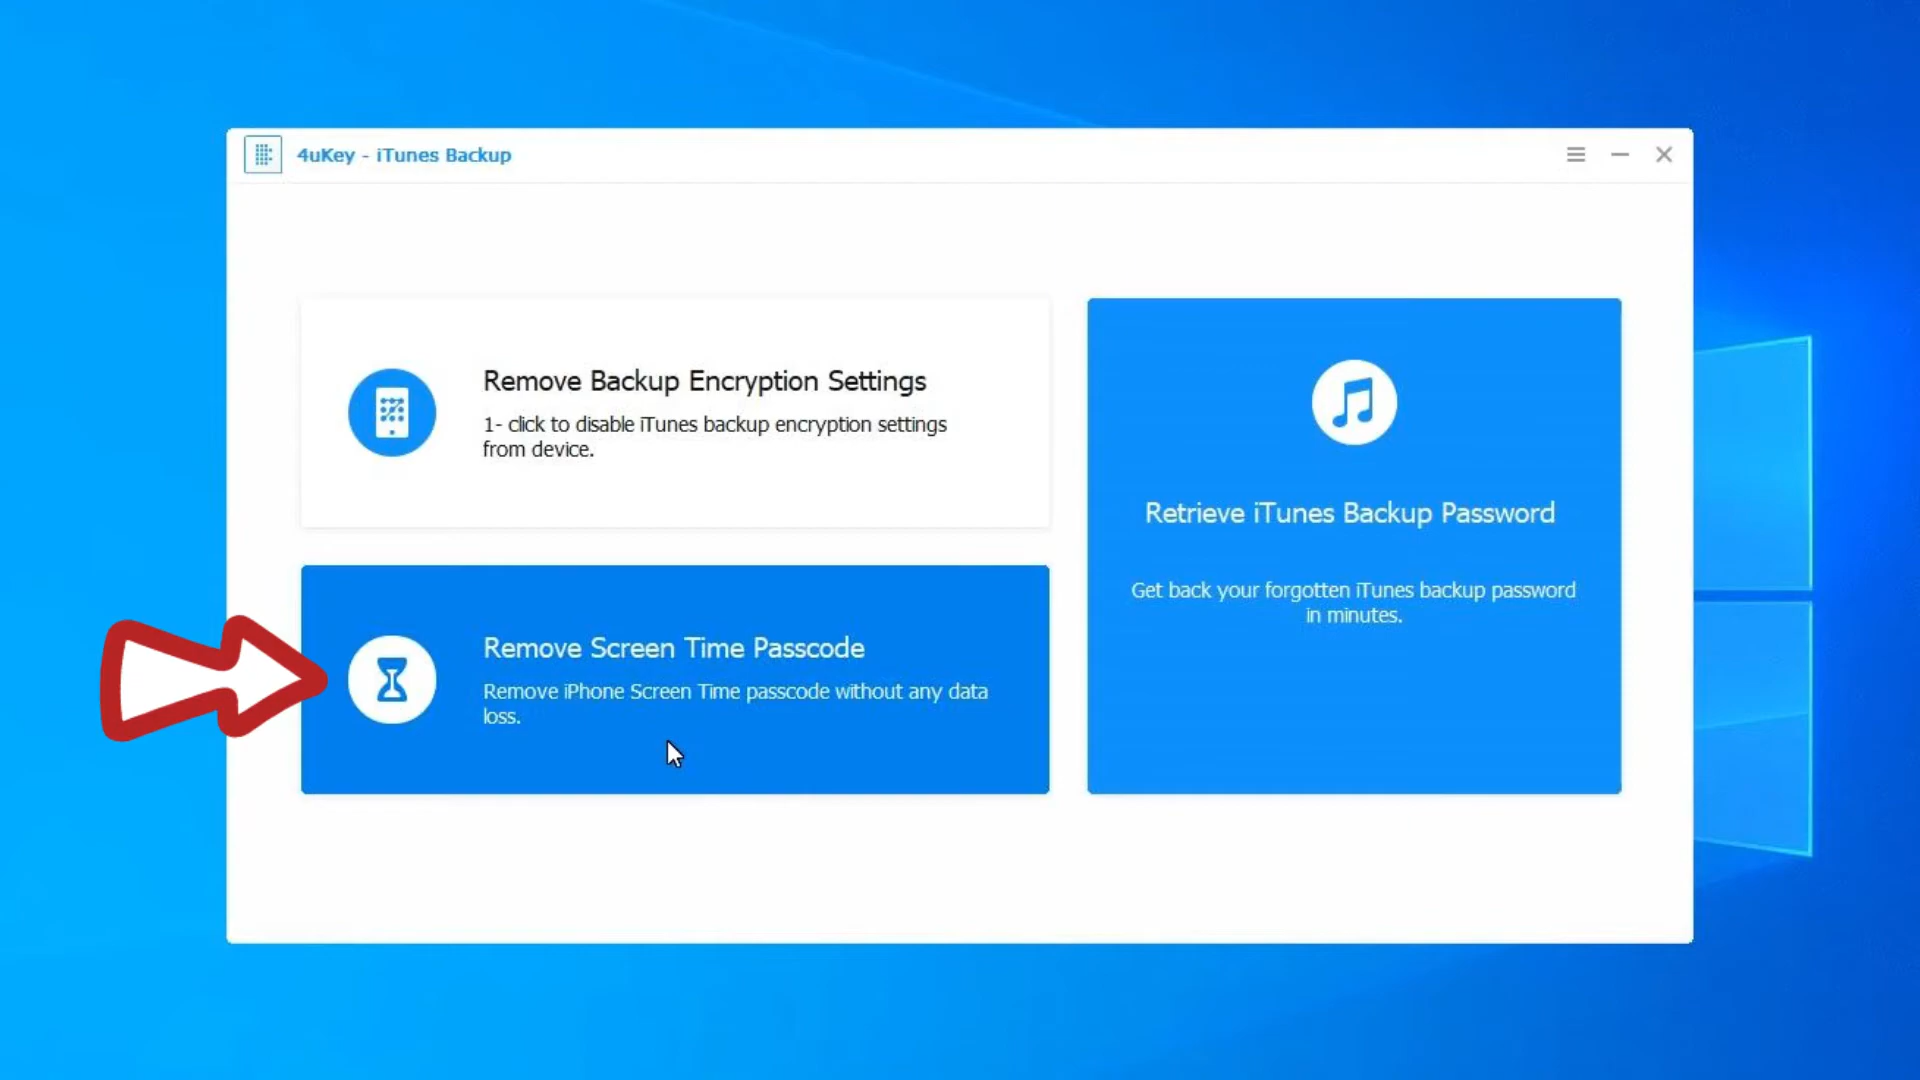 4uKey - iTunes Backup
Remove Backup Encryption Settings
1- click to disable iTunes backup encryption settings
from device.
Retrieve iTunes Backup Password
Get back your forgotten iTunes backup password
in minutes.
Remove Screen Time Passcode
Remove iPhone Screen Time passcode without any data
loss.